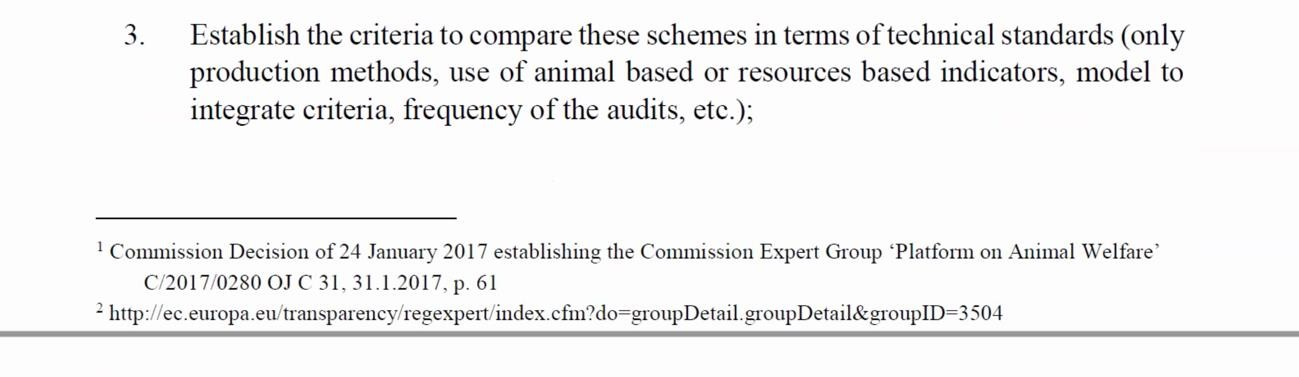 3. Establish the criteria to compare these schemes in terms of technical standards (only
production methods, use of animal based or resources based indicators, model to
integrate criteria, frequency of the audits, etc.);
1 Commission Decision of 24 January 2017 establishing the Commission Expert Group ‘Platform on Animal Welfare’
C/2017/0280 OJ C 31, 31.1.2017, p. 61
2 http://ec.europa.eu/transparency/regexpert/index.cfm?do=groupDetail.groupDetail&groupID=3504